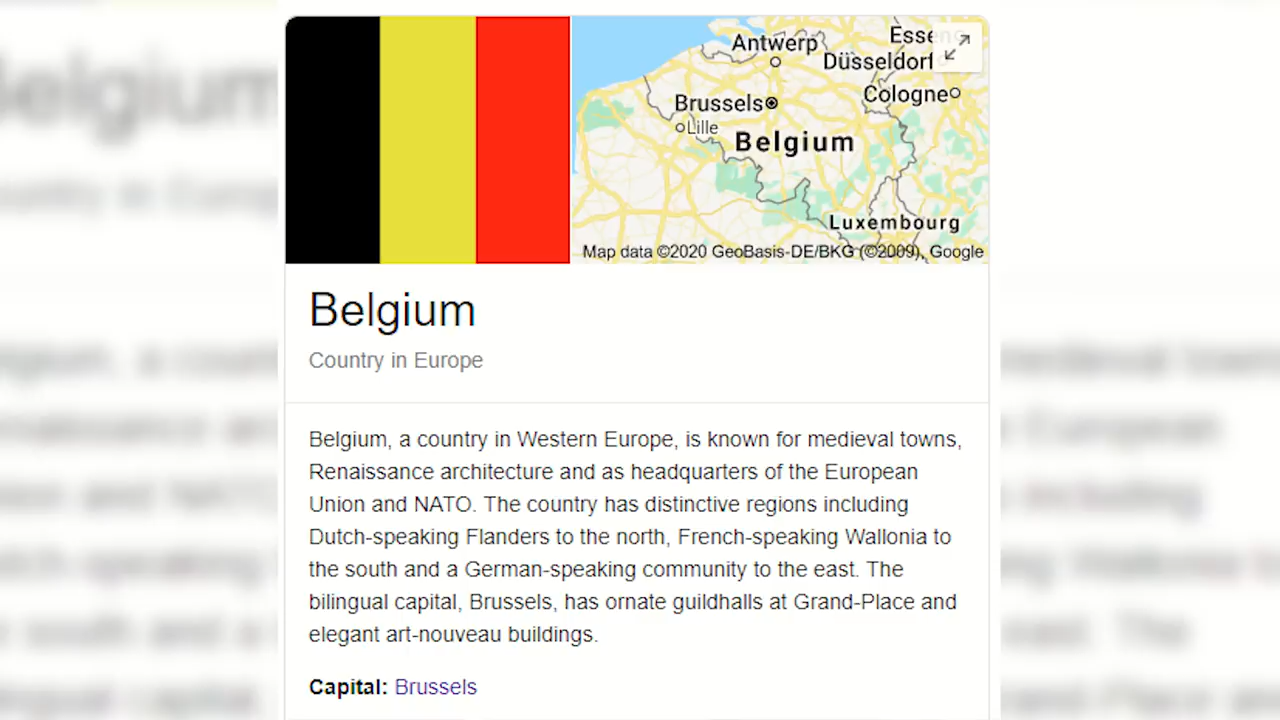 Antwerp
Esse
Düsseldorf
Brussels
Cologne
Lille
Belgium
Luxembourg
Map data ©2020 GeoBasis-DE/BKG (©2009), Google
Belgium
Country in Europe
Belgium, a country in Western Europe, is known for medieval towns,
Renaissance architecture and as headquarters of the European
Union and NATO. The country has distinctive regions including
Dutch-speaking Flanders to the north, French-speaking Wallonia to
the south and a German-speaking community to the east. The
bilingual capital, Brussels, has ornate guildhalls at Grand-Place and
elegant art-nouveau buildings.
Capital: Brussels